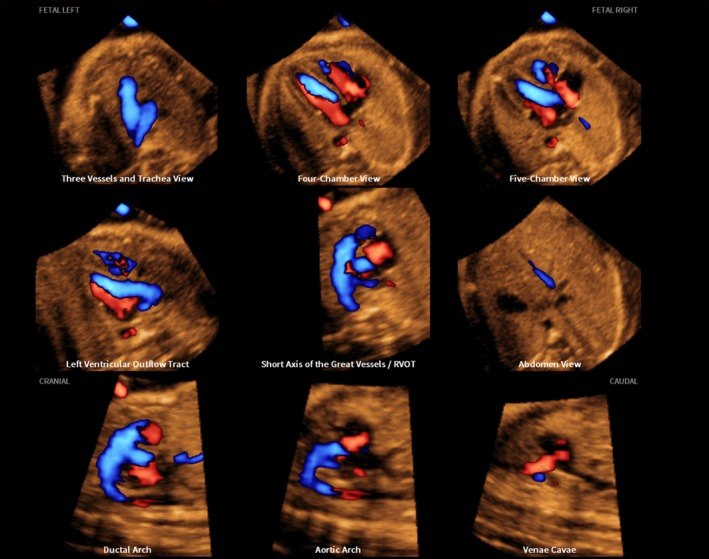 FETAL LEFT
FETAL RIGHT
Three Vessels and Trachea View
Four-Chamber View
Five-Chamber View
Left Ventricular Outflow Tract
Short Axis of the Great Vessels / RVOT
Abdomen View
CRANIAL
CAUDAL
Ductal Arch
Aortic Arch
Venae Cavae